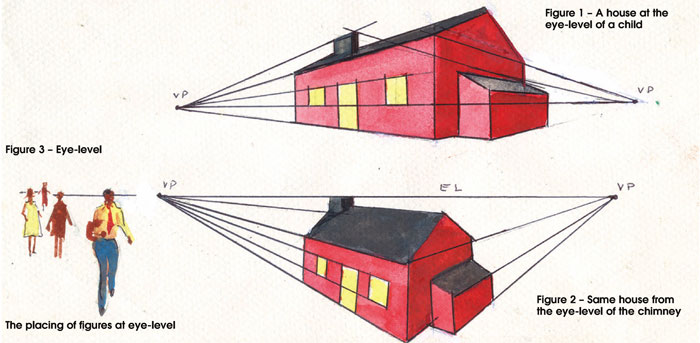 Figure 1 – A house at the
eye-level of a child
VP
VP
Figure 3 – Eye-level
VP
EL
VP
Figure 2 – Same house from
the eye-level of the chimney
The placing of figures at eye-level